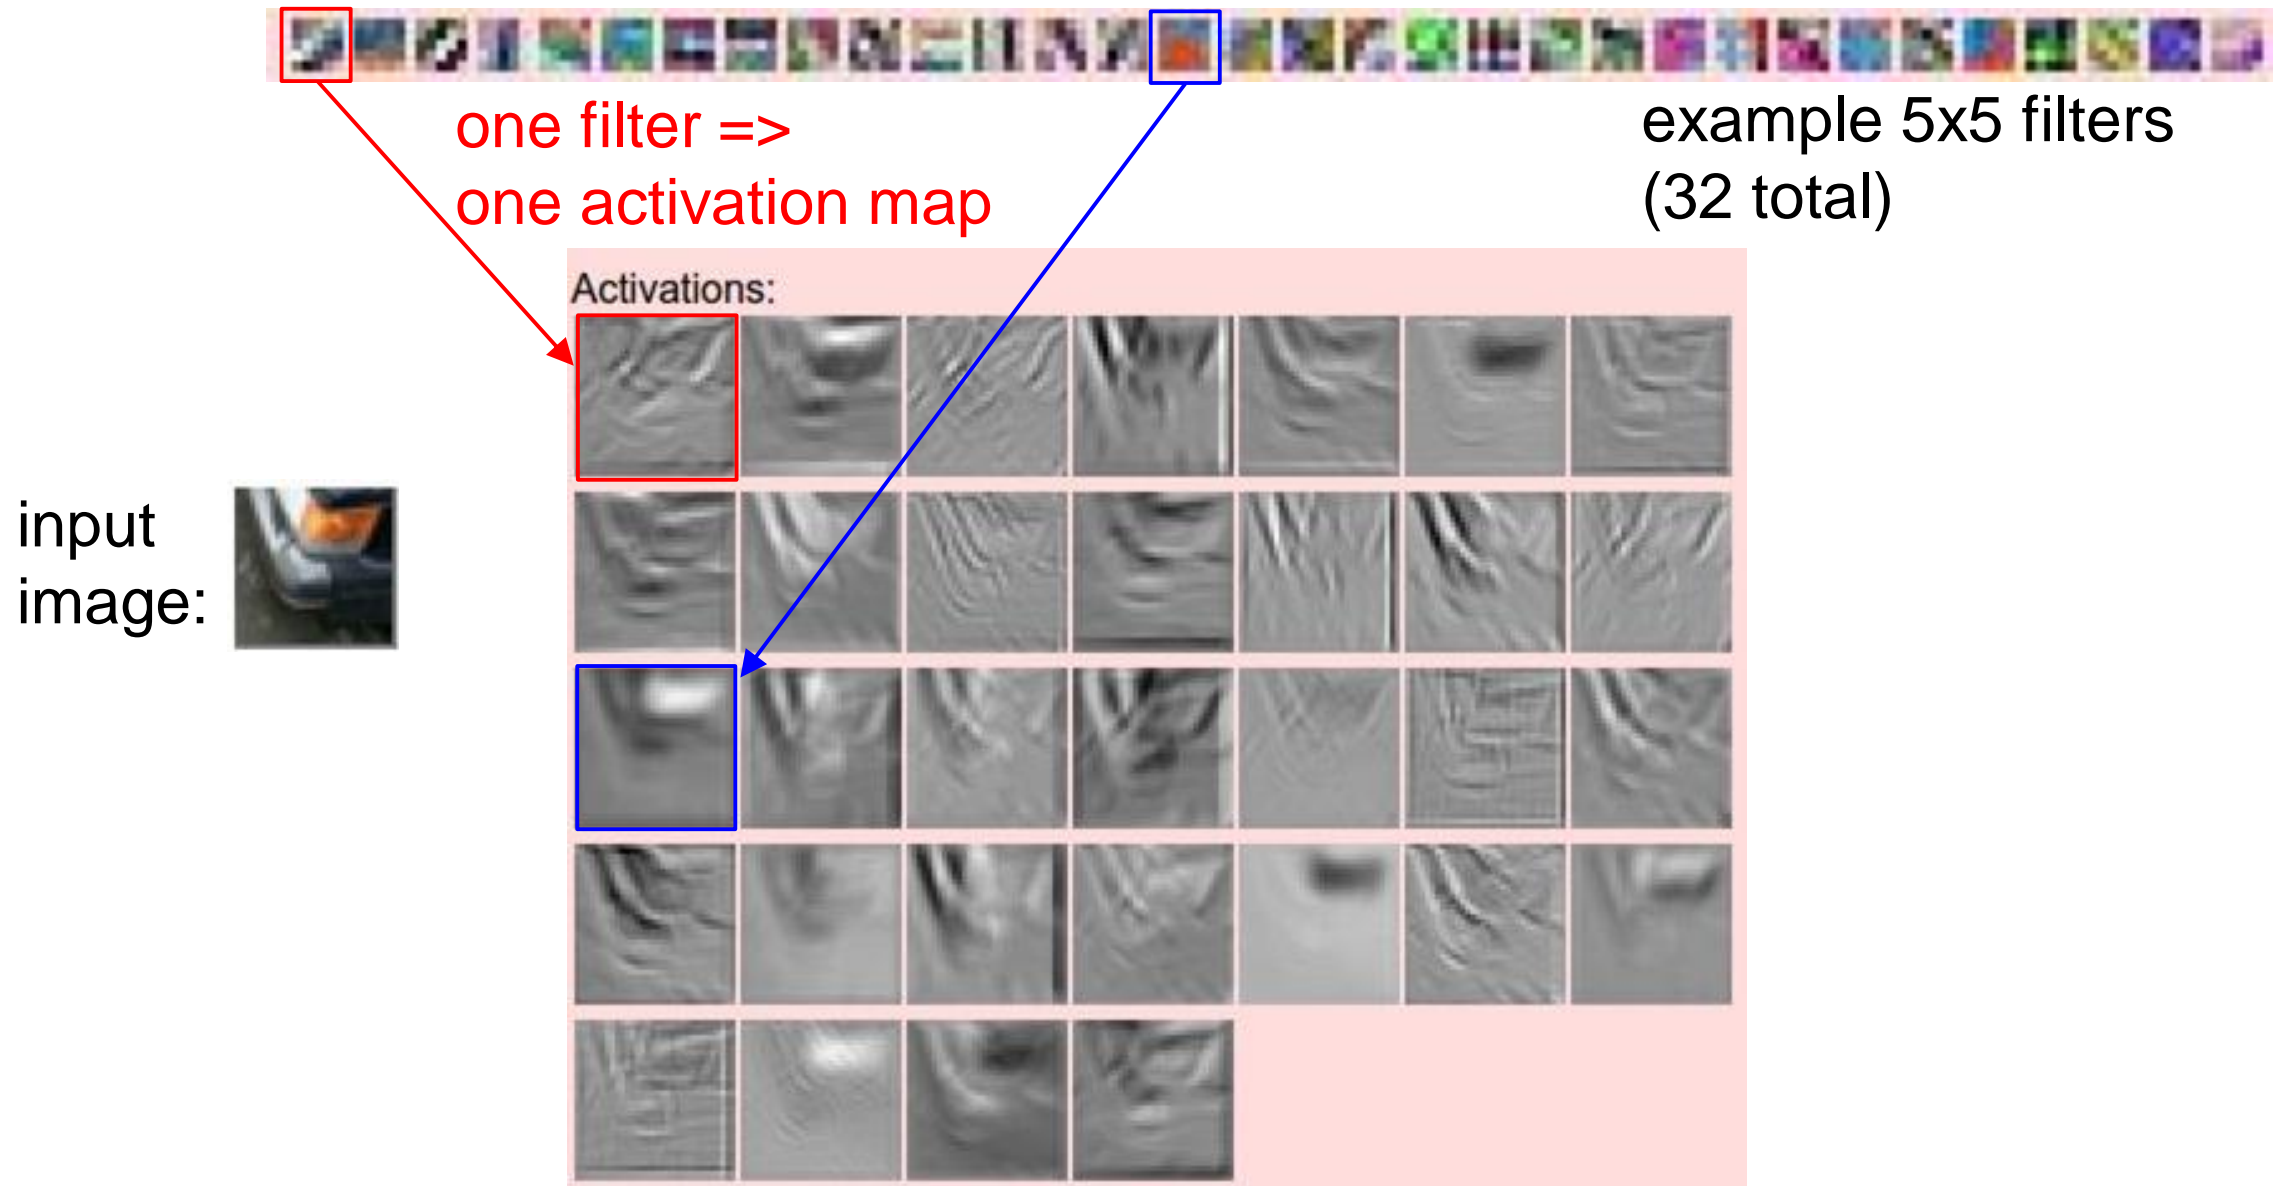 one filter =>
one activation map
example 5x5 filters
(32 total)
Activations:
input
image: